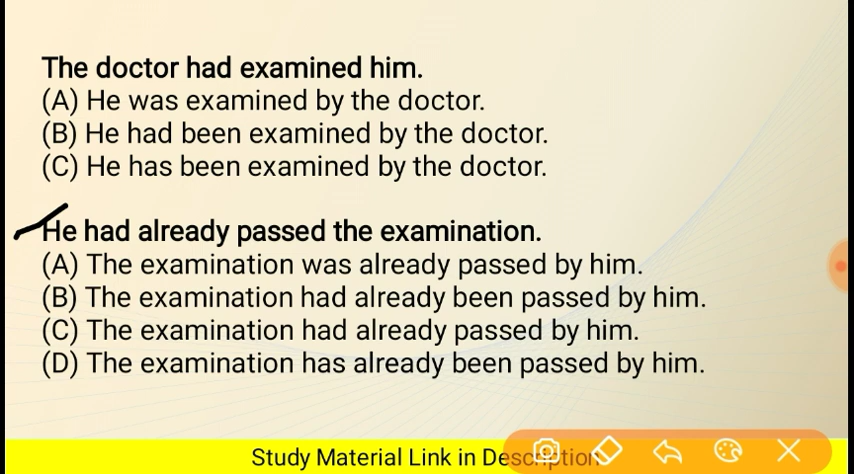 The doctor had examined him.
(A) He was examined by the doctor.
(B) He had been examined by the doctor.
(C) He has been examined by the doctor.
He had already passed the examination.
(A) The examination was already passed by him.
(B) The examination had already been passed by him.
(C) The examination had already passed by him.
(D) The examination has already been passed by him.
Study Material Link in Description